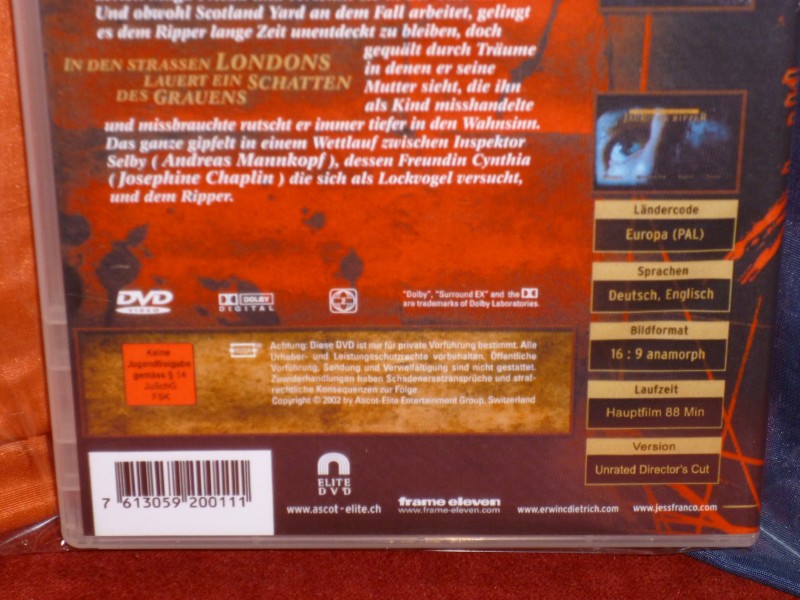 Und obwohl Scotland Yard an dem Fall arbeitet, gelingt
es dem Ripper lange Zeit unentdeckt zu bleiben, doch
gequält durch Träume
in denen er seine
Mutter sieht, die ihn
als Kind misshandelte
IN DEN STRASSEN LONDONS
LAUERT EIN SCHATTEN
DES GRAUENS
und missbrauchte rutscht er immer tiefer in den Wahnsinn.
Das ganze gipfelt in einem Wettlauf zwischen Inspektor
Selby ( Andreas Mannkopf ), dessen Freundin Cynthia
( Josephine Chaplin ) die sich als Lockvogel versucht,
und dem Ripper.
JACK THE RIPPER
Ländercode
Europa (PAL)
Sprachen
Deutsch, Englisch
Bildformat
16 : 9 anamorph
Laufzeit
Hauptfilm 88 Min
Version
Unrated Director's Cut
DVD
VIDEO
DOLBY
DIGITAL
2
"Dolby", "Surround EX" and the
are trademarks of Dolby Laboratories.
Keine
Jugendfreigabe
gemäss § 14
JuSchG
FSK
Achtung: Diese DVD ist nur für private Vorführung bestimmt. Alle
Urheber- und Leistungsschutzrechte vorbehalten. Öffentliche
Vorführung, Sendung und Vervielfältigung sind nicht gestattet.
Zuwiderhandlungen haben Schadenersatzansprüche und straf-
rechtliche Konsequenzen zur Folge.
Copyright © 2002 by Ascot-Elite Entertainment Group, Switzerland
7 613059 200111
ELITE
DVD
www.ascot-elite.ch
frame eleven
www.frame-eleven.com
www.erwincdietrich.com
www.jessfranco.com